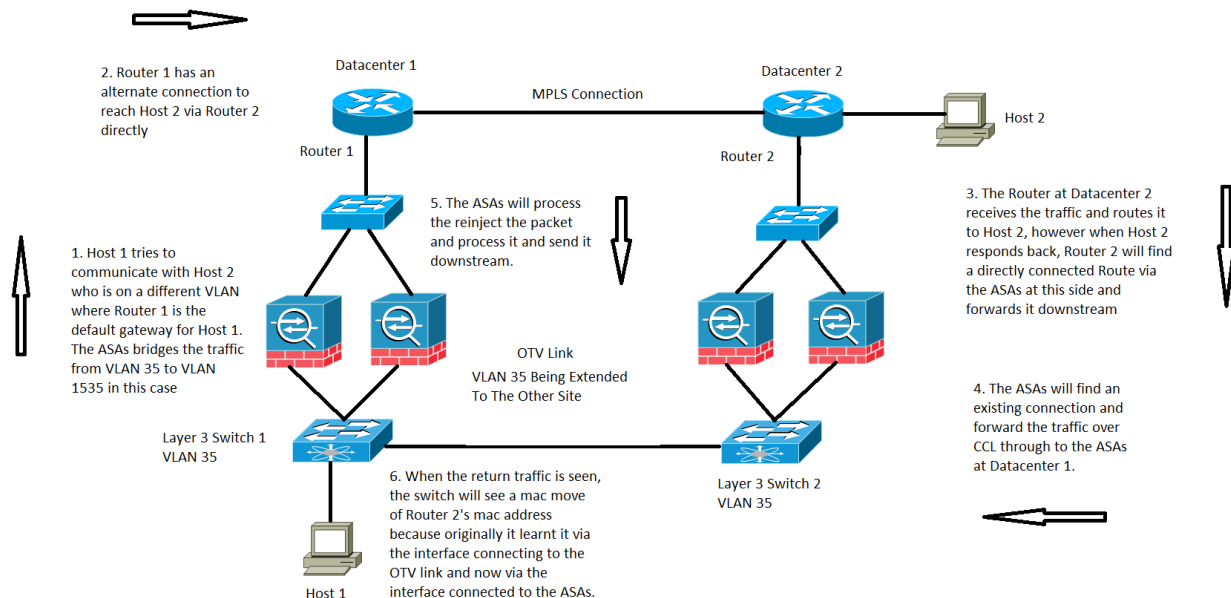 2. Router 1 has an
alternate connection to
reach Host 2 via Router 2
directly
Datacenter 1
Datacenter 2
MPLS Connection
Host 2
Router 1
Router 2
1. Host 1 tries to
communicate with Host 2
who is on a different VLAN
where Router 1 is the
default gateway for Host 1.
The ASAs bridges the traffic
from VLAN 35 to VLAN
1535 in this case
5. The ASAs will process
the reinject the packet
and process it and send it
downstream.
3. The Router at Datacenter 2
receives the traffic and routes it
to Host 2, however when Host 2
responds back, Router 2 will find
a directly connected Route via
the ASAs at this side and
forwards it downstream
OTV Link
VLAN 35 Being Extended
To The Other Site
4. The ASAs will find an
existing connection and
forward the traffic over
CCL through to the ASAs
at Datacenter 1.
Layer 3 Switch 1
VLAN 35
Layer 3 Switch 2
VLAN 35
6. When the return traffic is seen,
the switch will see a mac move
of Router 2's mac address
because originally it learnt it via
the interface connecting to the
OTV link and now via the
interface connected to the ASAs.
Host 1